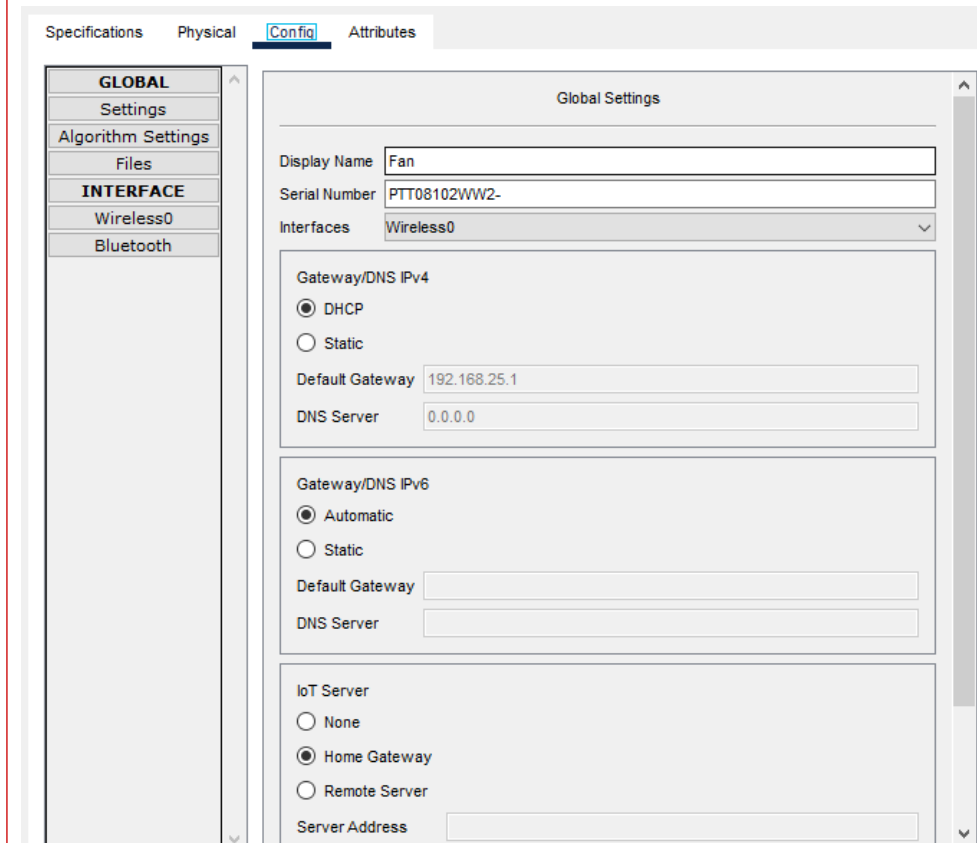 Specifications Physical Config Attributes
GLOBAL
Settings
Algorithm Settings
Files
INTERFACE
Wireless0
Bluetooth
Global Settings
Display Name Fan
Serial Number PTT08102WW2-
Interfaces Wireless0
Gateway/DNS IPv4
DHCP
Static
Default Gateway 192.168.25.1
DNS Server 0.0.0.0
Gateway/DNS IPv6
Automatic
Static
Default Gateway
DNS Server
IoT Server
None
Home Gateway
Remote Server
Server Address